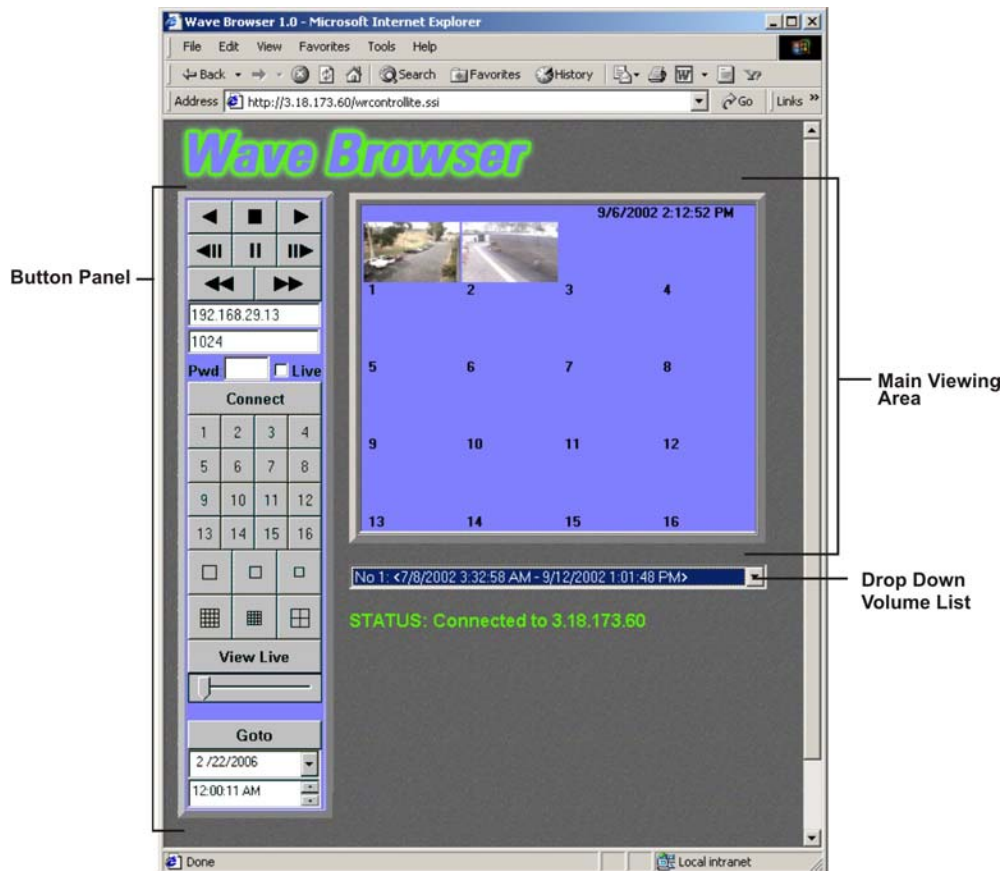 Wave Browser 1.0 - Microsoft Internet Explorer
File Edit View Favorites Tools Help
Back Search Favorites History
Address http://3.18.173.60/wrcontrollite.ssi Go Links »
Wave Browser
Button Panel
192.168.29.13
1024
Pwd Live
Connect
1 2 3 4
5 6 7 8
9 10 11 12
13 14 15 16
View Live
Goto
2 /22/2006
12:00:11 AM
9/6/2002 2:12:52 PM
1 2 3 4
5 6 7 8
9 10 11 12
13 14 15 16
Main Viewing
Area
No 1: <7/8/2002 3:32:58 AM - 9/12/2002 1:01:48 PM>
Drop Down
Volume List
STATUS: Connected to 3.18.173.60
Done Local intranet